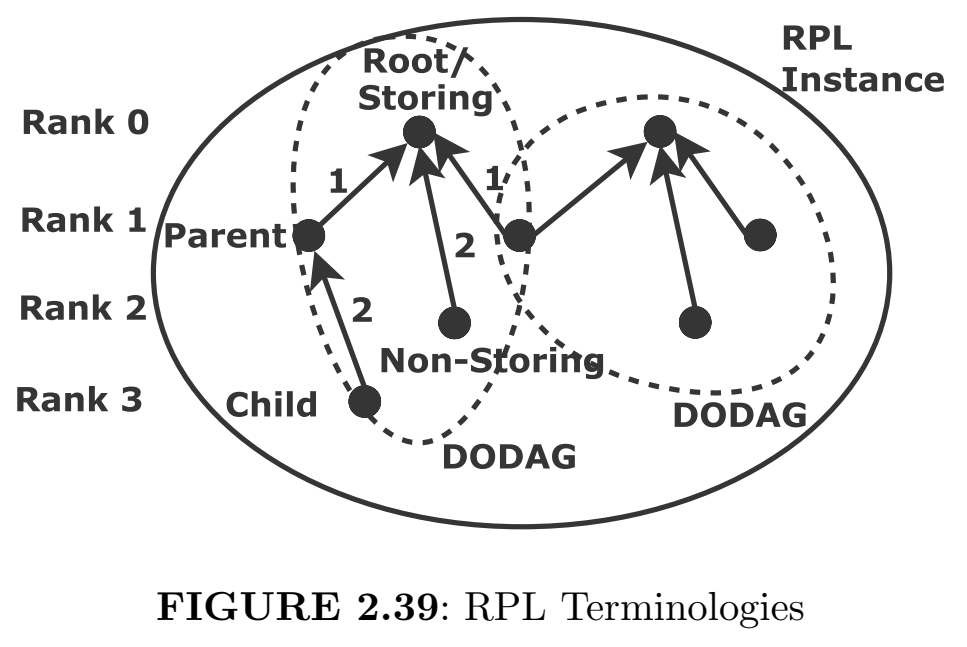 RPL
Instance
Root/
Storing
Rank 0
1
1
Rank 1
Parent
2
Rank 2
2
Non-Storing
Rank 3
Child
DODAG
DODAG
FIGURE 2.39: RPL Terminologies